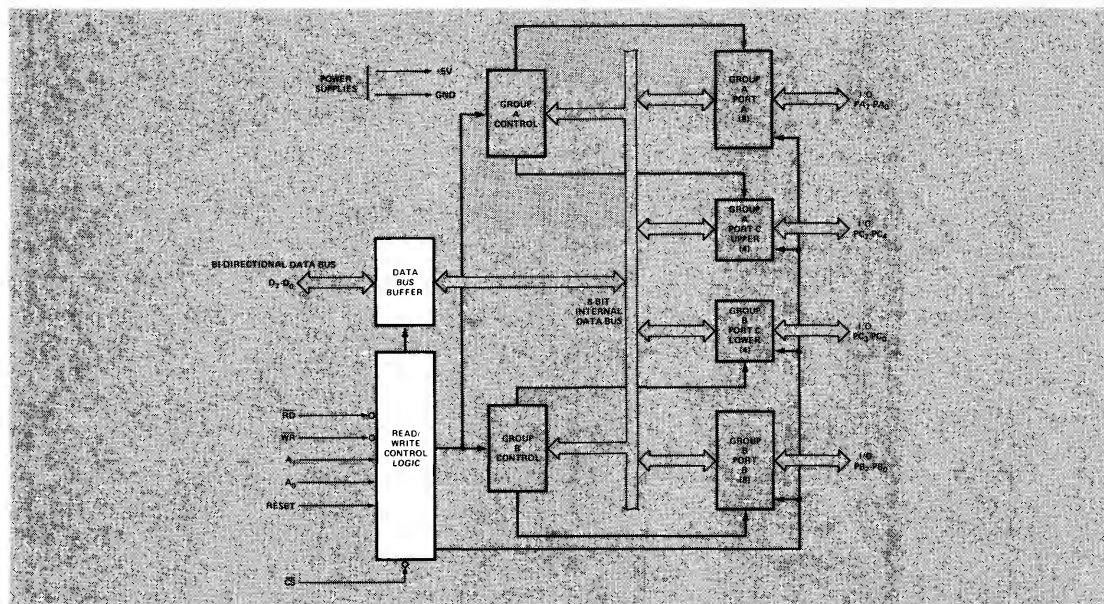 POWER
SUPPLIES
+5V
GND
GROUP
A
CONTROL
GROUP
A
PORT
A
(8)
I/O
PA7-PA0
GROUP
A
PORT C
UPPER
(4)
I/O
PC7-PC4
BI-DIRECTIONAL DATA BUS
D7-D0
DATA
BUS
BUFFER
8-BIT
INTERNAL
DATA BUS
GROUP
B
PORT C
LOWER
(4)
I/O
PC3-PC0
RD
WR
A1
A0
RESET
CS
READ/
WRITE
CONTROL
LOGIC
GROUP
B
CONTROL
GROUP
B
PORT
B
(8)
I/O
PB7-PB0